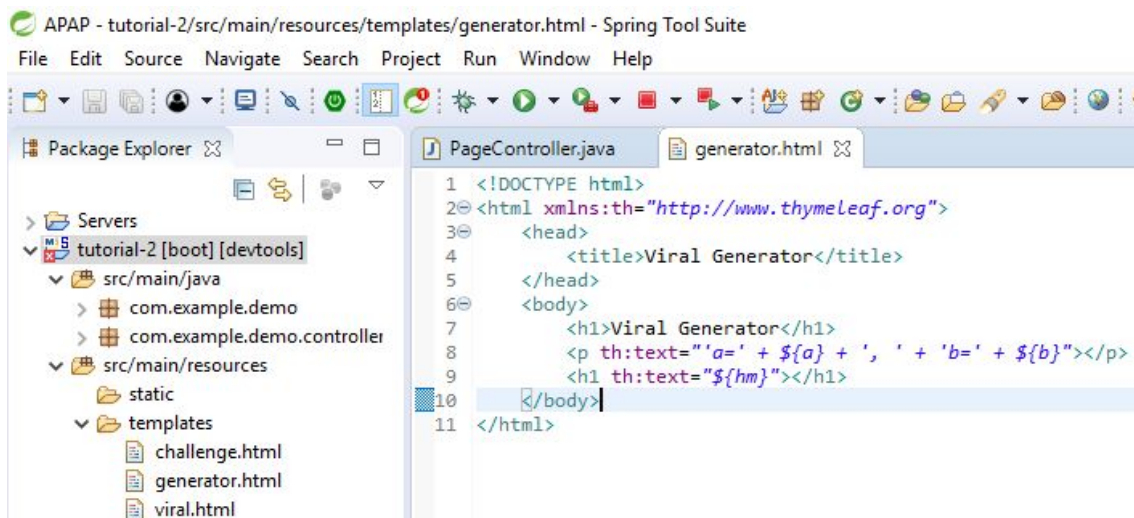 APAP - tutorial-2/src/main/resources/templates/generator.html - Spring Tool Suite
File Edit Source Navigate Search Project Run Window Help
Package Explorer
Servers
tutorial-2 [boot] [devtools]
src/main/java
com.example.demo
com.example.demo.controller
src/main/resources
static
templates
challenge.html
generator.html
viral.html
PageController.java generator.html
1 <!DOCTYPE html>
2 <html xmlns:th="http://www.thymeleaf.org">
3 <head>
4 <title>Viral Generator</title>
5 </head>
6 <body>
7 <h1>Viral Generator</h1>
8 <p th:text="'a=' + ${a} + ', ' + 'b=' + ${b}"></p>
9 <h1 th:text="${hm}"></h1>
10 </body>
11 </html>